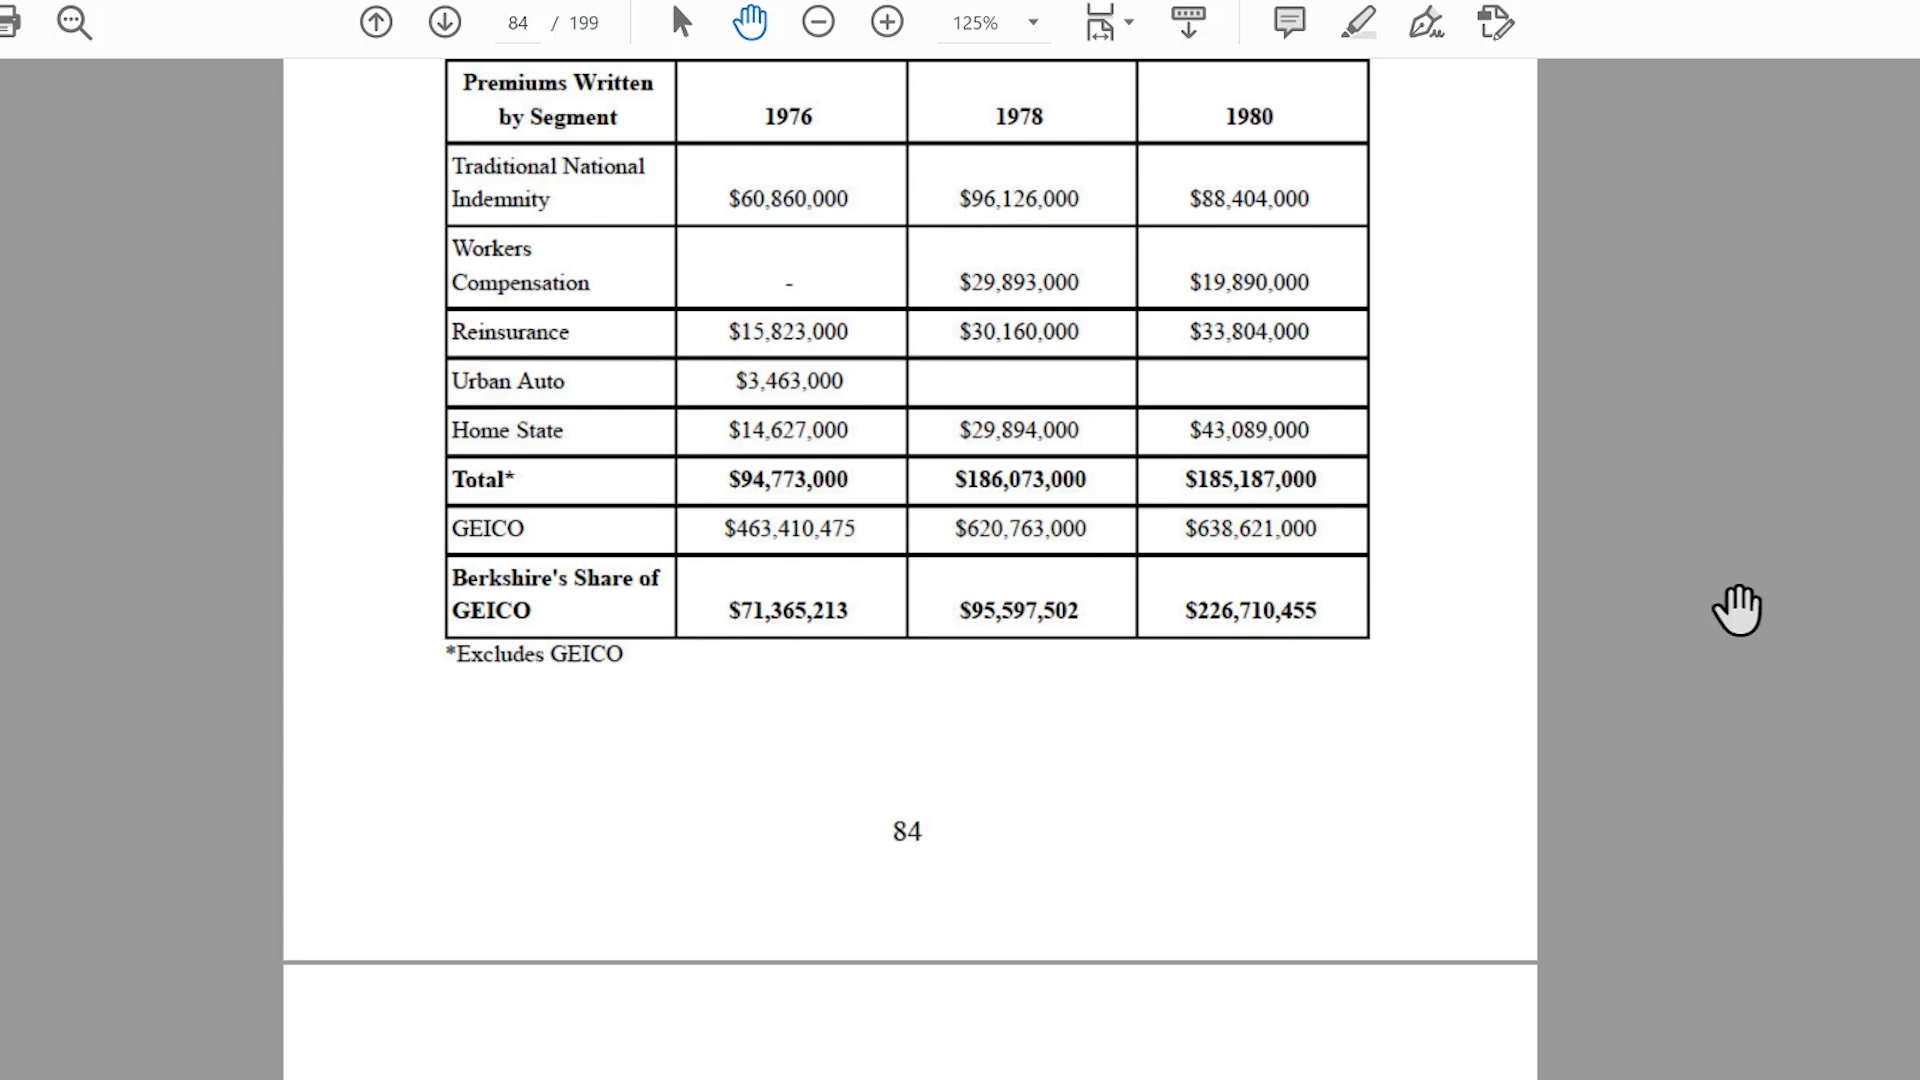 84 / 199 125%
Premiums Written
by Segment 1976 1978 1980
Traditional National
Indemnity $60,860,000 $96,126,000 $88,404,000
Workers
Compensation - $29,893,000 $19,890,000
Reinsurance $15,823,000 $30,160,000 $33,804,000
Urban Auto $3,463,000
Home State $14,627,000 $29,894,000 $43,089,000
Total* $94,773,000 $186,073,000 $185,187,000
GEICO $463,410,475 $620,763,000 $638,621,000
Berkshire's Share of
GEICO $71,365,213 $95,597,502 $226,710,455
*Excludes GEICO
84